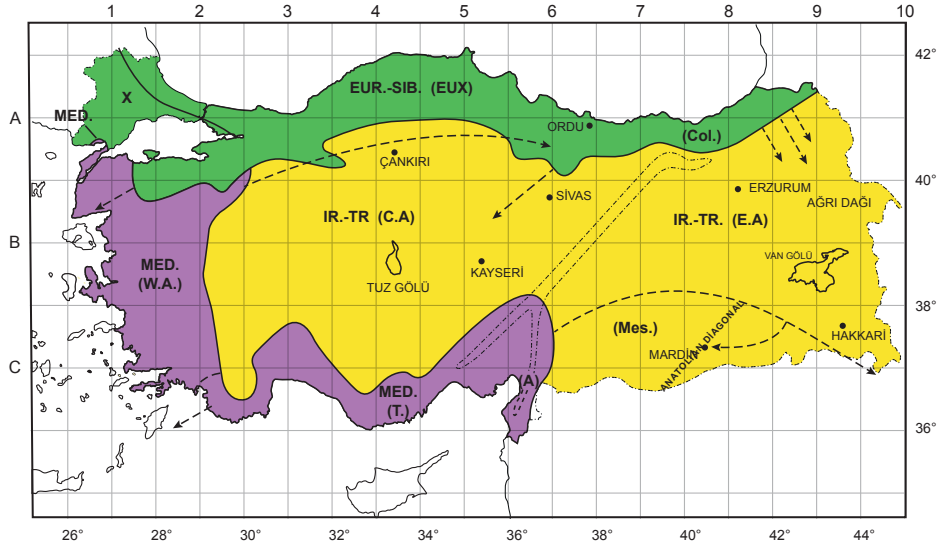 1 2 3 4 5 6 7 8 9 10
42°
EUR.-SIB. (EUX)
X
MED.
A
ORDU
(Col.)
ÇANKIRI
40°
ERZURUM
SİVAS
AĞRI DAĞI
IR.-TR (C.A)
IR.-TR. (E.A)
B
VAN GÖLÜ
MED.
(W.A.)
KAYSERİ
TUZ GÖLÜ
38°
(Mes.)
HAKKARİ
ANATOLIAN DIAGONAL
MARDİN
C
(A)
MED.
(T.)
36°
26° 28° 30° 32° 34° 36° 38° 40° 42° 44°